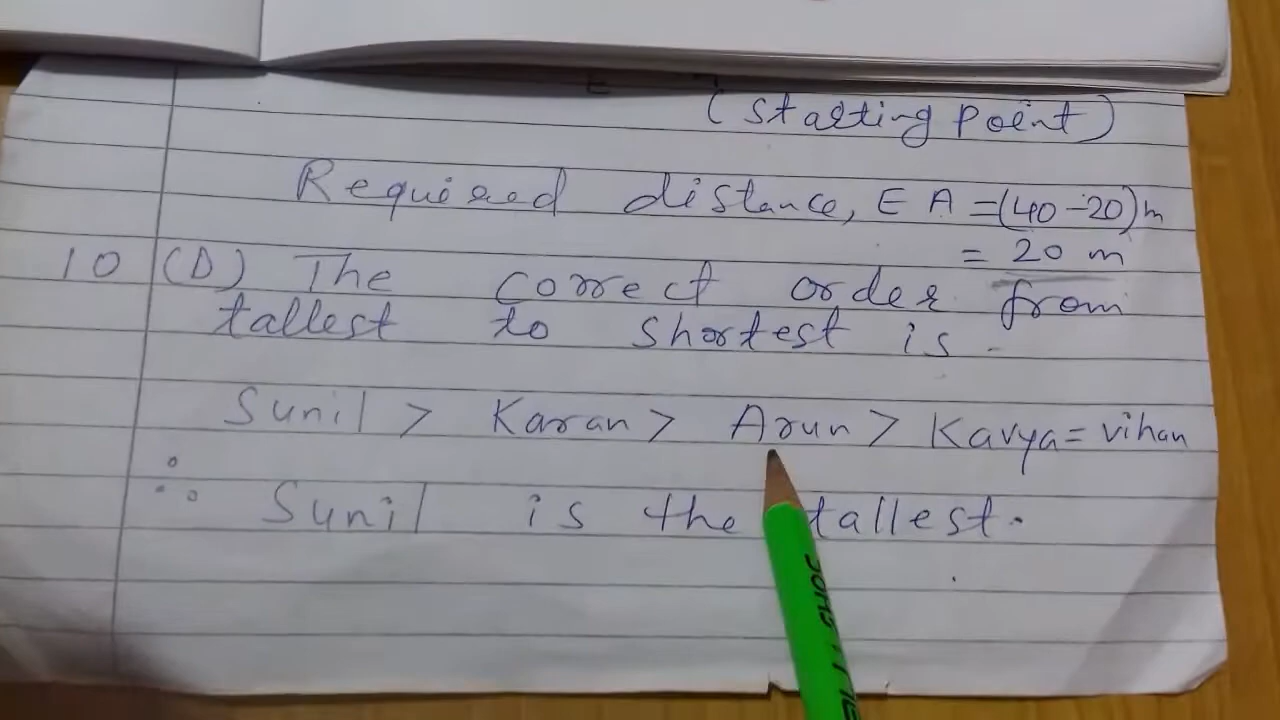 (Starting Point)
Required distance, EA = (40-20)m
= 20 m
10 (D) The correct order from
tallest to shortest is.
Sunil > Karan > Arun > Kavya = vihan
∴ Sunil is the tallest.